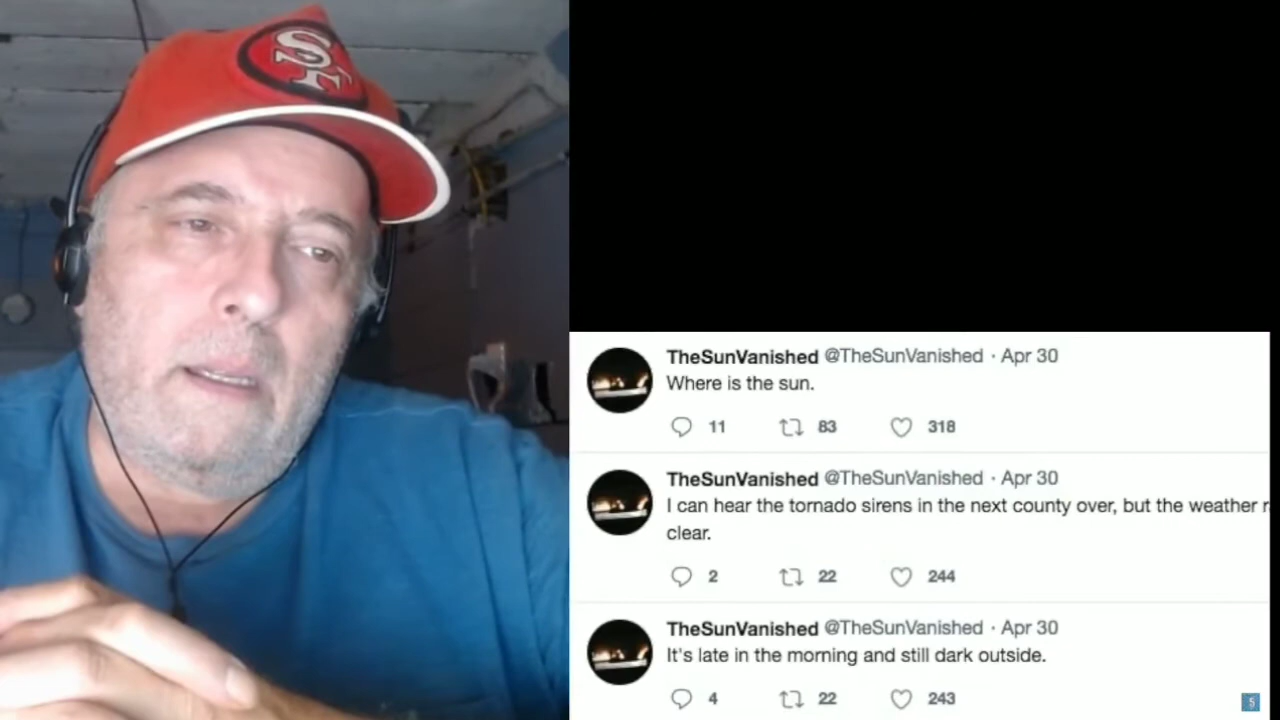 SF
TheSunVanished @TheSunVanished · Apr 30
Where is the sun.
11 83 318
TheSunVanished @TheSunVanished · Apr 30
I can hear the tornado sirens in the next county over, but the weather
clear.
2 22 244
TheSunVanished @TheSunVanished · Apr 30
It's late in the morning and still dark outside.
4 22 243
5